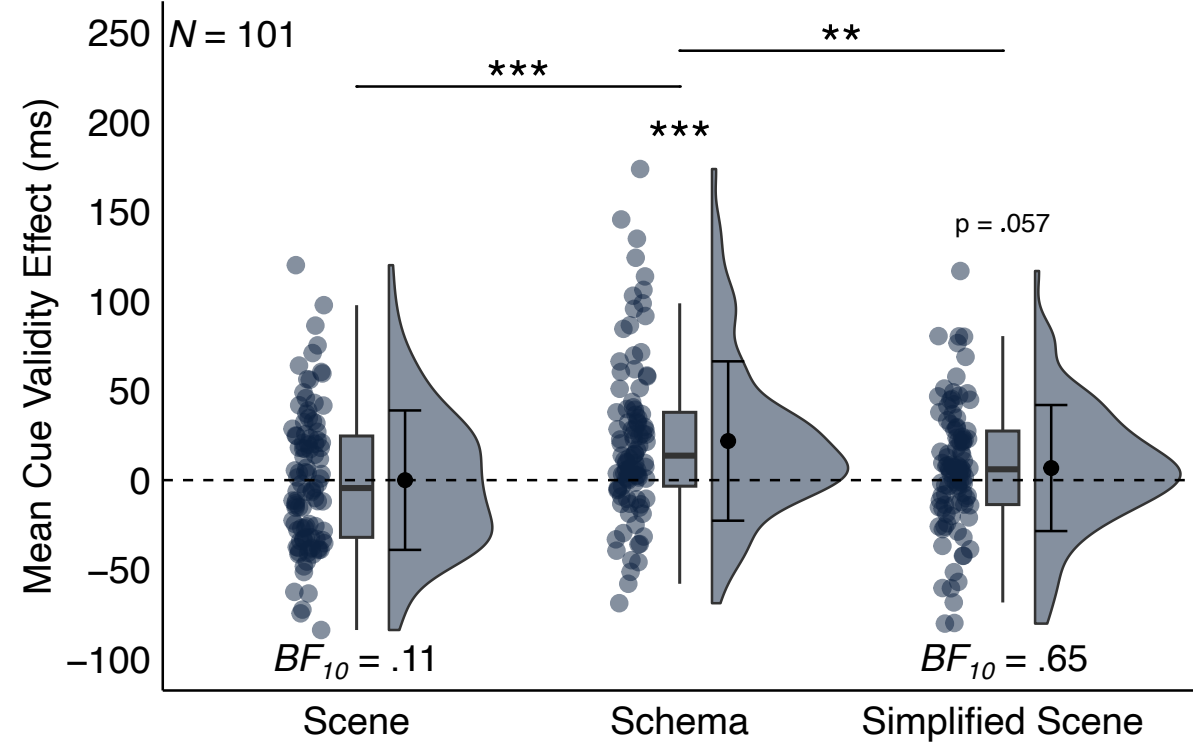 250
N = 101
**
***
200
***
150
p = .057
100
50
0
−50
−100
Mean Cue Validity Effect (ms)
BF10 = .11
BF10 = .65
Scene
Schema
Simplified Scene